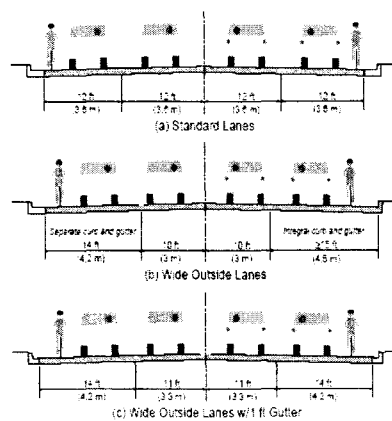 12 ft 12 ft 12 ft 12 ft
(3.6 m) (3.6 m) (3.6 m) (3.6 m)
(a) Standard Lanes
Separate curb and gutter Integral curb and gutter
14 ft 10 ft 10 ft ≥15 ft
(4.2 m) (3 m) (3 m) (4.5 m)
(b) Wide Outside Lanes
14 ft 11 ft 11 ft 14 ft
(4.2 m) (3.3 m) (3.3 m) (4.2 m)
(c) Wide Outside Lanes w/1 ft Gutter